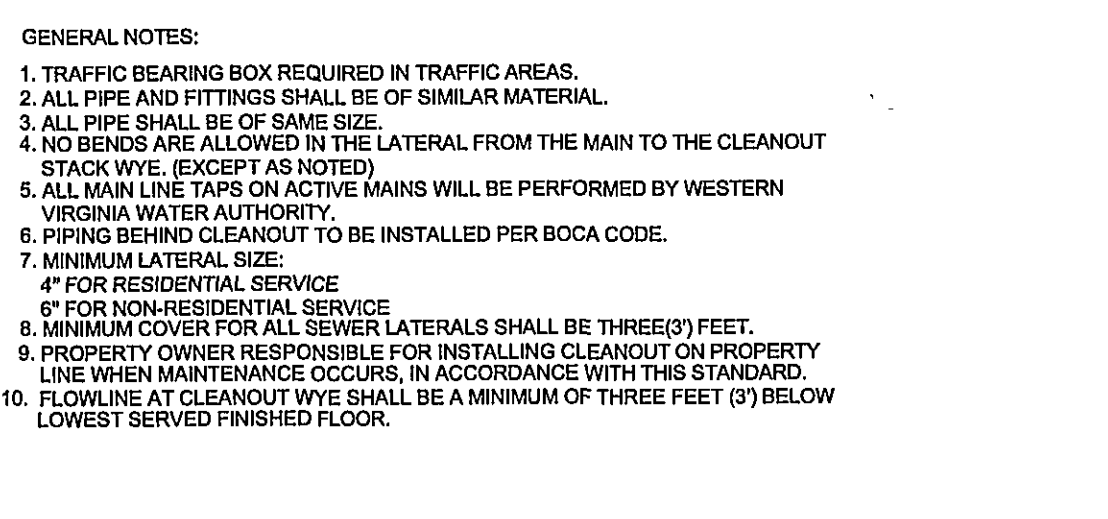 GENERAL NOTES:
1. TRAFFIC BEARING BOX REQUIRED IN TRAFFIC AREAS.
2. ALL PIPE AND FITTINGS SHALL BE OF SIMILAR MATERIAL.
3. ALL PIPE SHALL BE OF SAME SIZE.
4. NO BENDS ARE ALLOWED IN THE LATERAL FROM THE MAIN TO THE CLEANOUT
STACK WYE. (EXCEPT AS NOTED)
5. ALL MAIN LINE TAPS ON ACTIVE MAINS WILL BE PERFORMED BY WESTERN
VIRGINIA WATER AUTHORITY.
6. PIPING BEHIND CLEANOUT TO BE INSTALLED PER BOCA CODE.
7. MINIMUM LATERAL SIZE:
4" FOR RESIDENTIAL SERVICE
6" FOR NON-RESIDENTIAL SERVICE
8. MINIMUM COVER FOR ALL SEWER LATERALS SHALL BE THREE(3') FEET.
9. PROPERTY OWNER RESPONSIBLE FOR INSTALLING CLEANOUT ON PROPERTY
LINE WHEN MAINTENANCE OCCURS, IN ACCORDANCE WITH THIS STANDARD.
10. FLOWLINE AT CLEANOUT WYE SHALL BE A MINIMUM OF THREE FEET (3') BELOW
LOWEST SERVED FINISHED FLOOR.